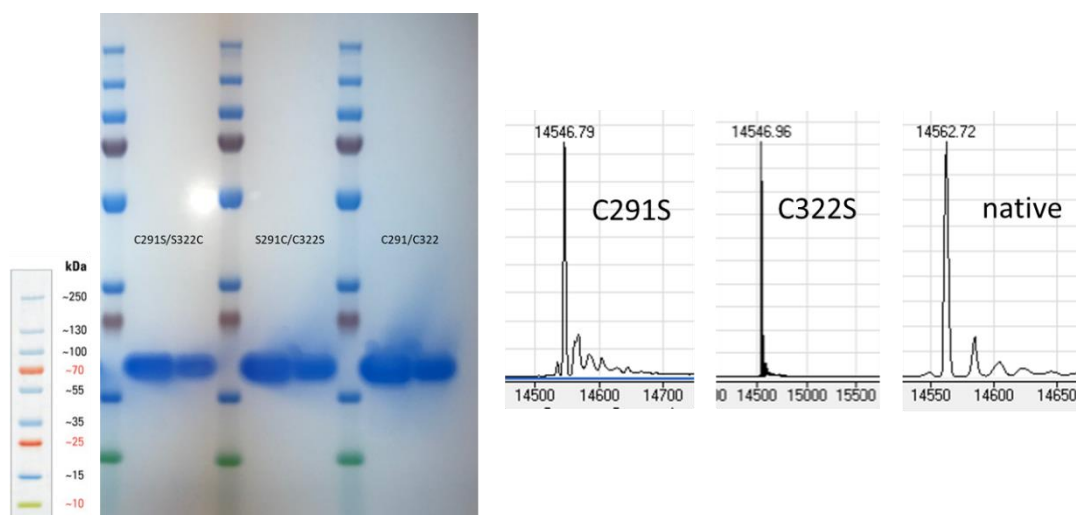 C291S/S322C
S291C/C322S
C291/C322
kDa
~250
~130
~100
~70
~55
~35
~25
~15
~10
14546.79
C291S
14500 14600 14700
14546.96
C322S
14500 15000 15500
14562.72
native
14550 14600 14650